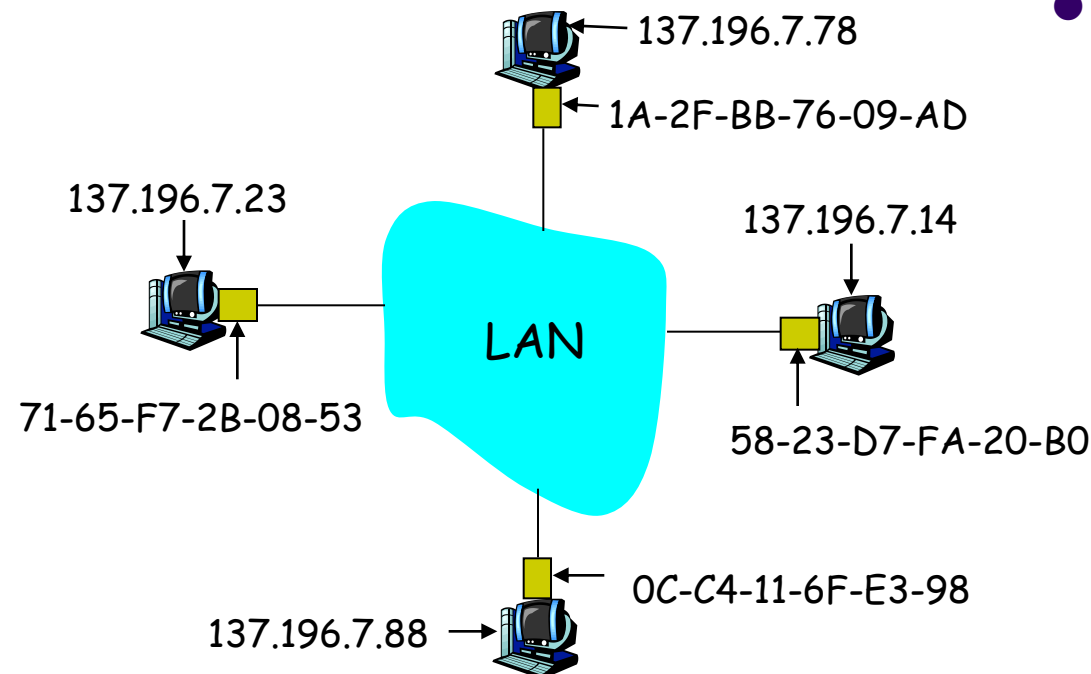 137.196.7.78
1A-2F-BB-76-09-AD
137.196.7.23
137.196.7.14
LAN
71-65-F7-2B-08-53
58-23-D7-FA-20-B0
0C-C4-11-6F-E3-98
137.196.7.88